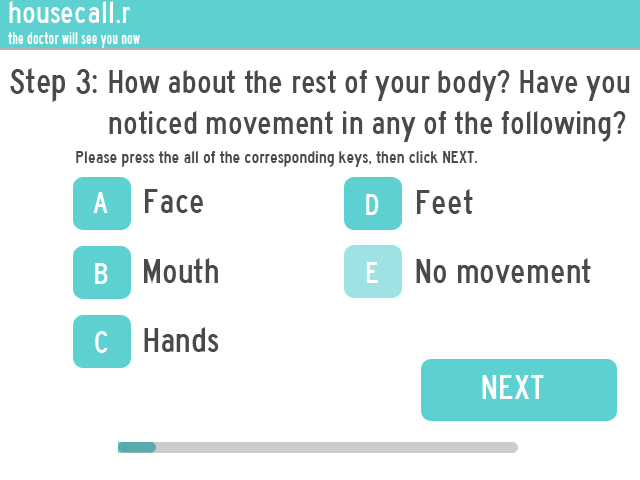 housecall.r
the doctor will see you now
Step 3: How about the rest of your body? Have you
noticed movement in any of the following?
Please press the all of the corresponding keys, then click NEXT.
A Face
B Mouth
C Hands
D Feet
E No movement
NEXT